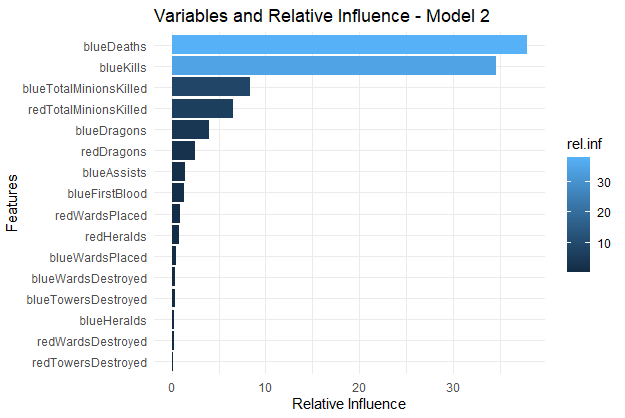 Variables and Relative Influence - Model 2
Features
blueDeaths
blueKills
blueTotalMinionsKilled
redTotalMinionsKilled
blueDragons
redDragons
blueAssists
blueFirstBlood
redWardsPlaced
redHeralds
blueWardsPlaced
blueWardsDestroyed
blueTowersDestroyed
blueHeralds
redWardsDestroyed
redTowersDestroyed
0 10 20 30
Relative Influence
rel.inf
30
20
10